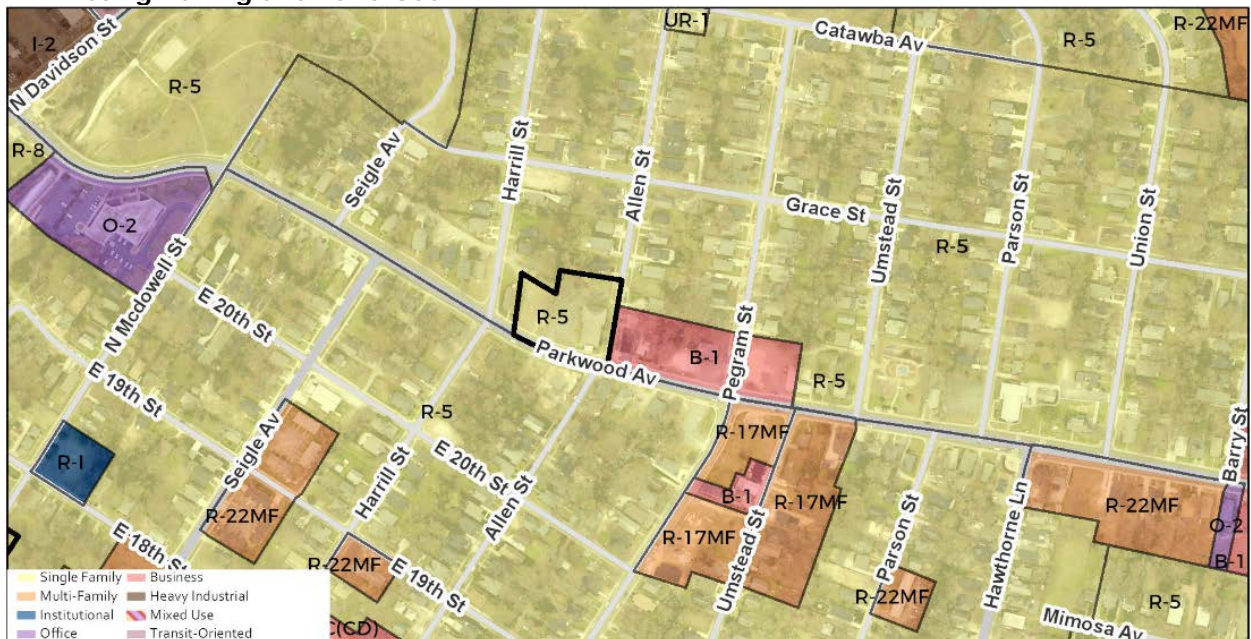 UR-1
Catawba Av
R-22MF
R-5
I-2
N Davidson St
R-5
R-8
Seigle Av
Harrill St
Allen St
Grace St
Umstead St
R-5
Parson St
Union St
O-2
N Mcdowell St
E 20th St
R-5
Parkwood Av
B-1
Pegram St
R-5
E 19th St
R-5
R-17MF
Barry St
R-I
Seigle Av
Harrill St
E 20th St
Allen St
B-1
R-17MF
R-22MF
R-22MF
O-2
B-1
E 18th St
R-22MF
E 19th St
R-17MF
Umstead St
Parson St
R-22MF
Hawthorne Ln
R-5
Mimosa Av
Single Family
Business
Multi-Family
Heavy Industrial
Institutional
Mixed Use
Office
Transit-Oriented
C(CD)